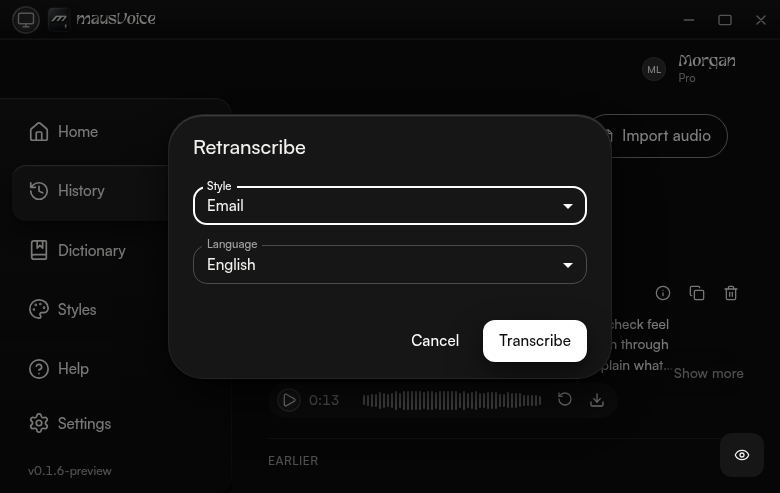 mausVoice
ML
Morgan
Pro
Home
History
Dictionary
Styles
Help
Settings
v0.1.6-preview
Import audio
Retranscribe
Style
Email
Language
English
Cancel
Transcribe
check feel
through
plain what...
Show more
0:13
EARLIER